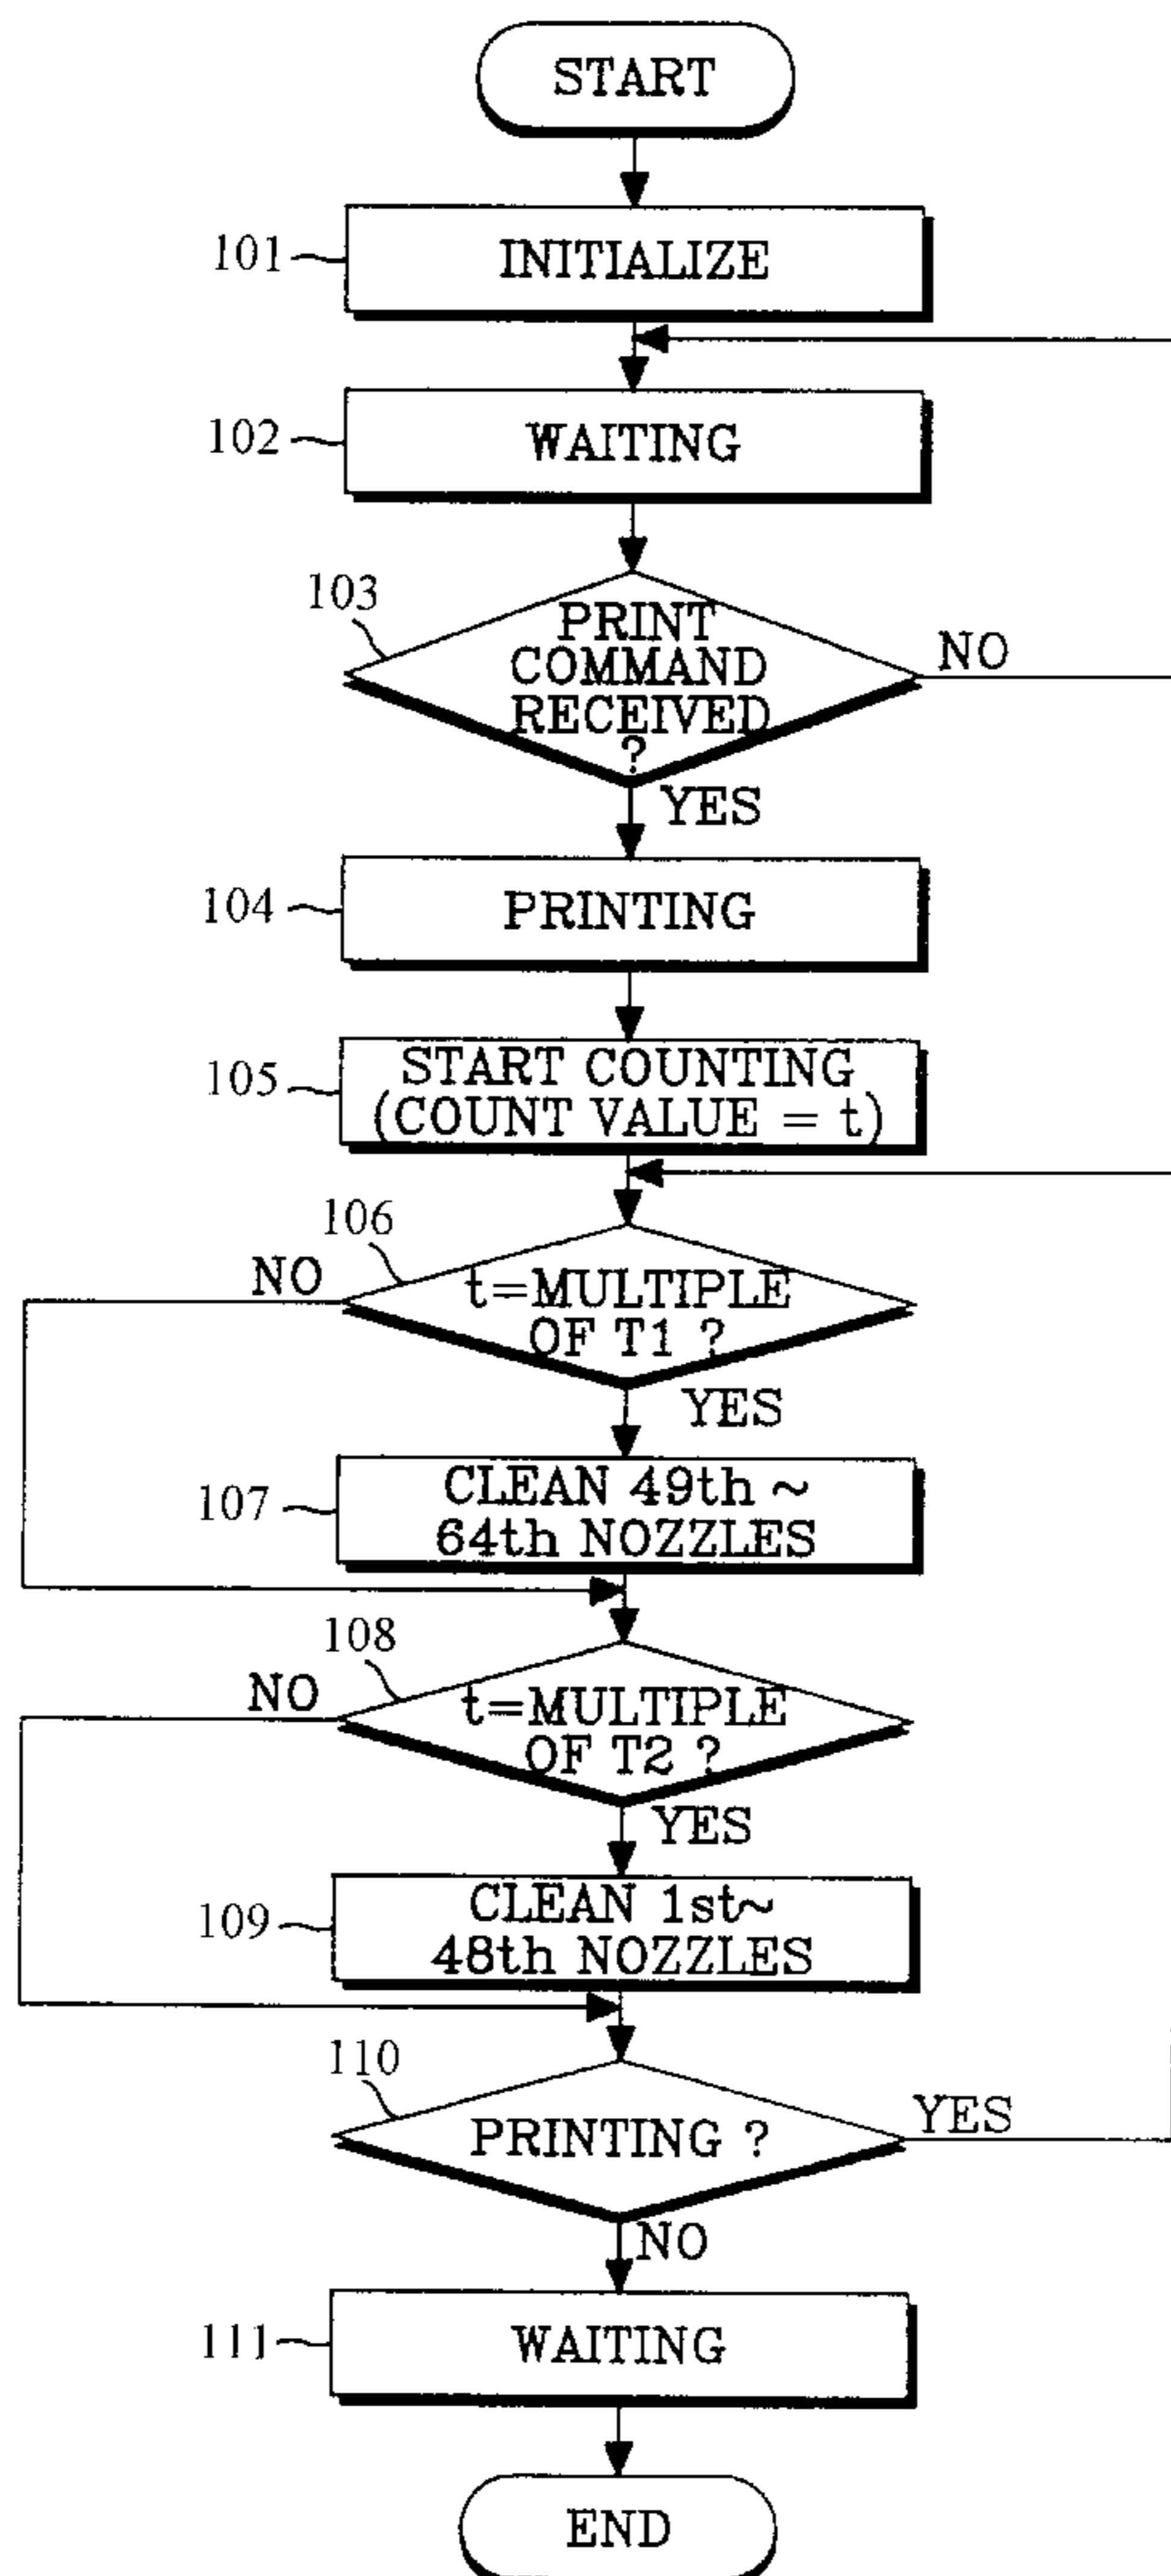 START
101
INITIALIZE
102
WAITING
103
PRINT
COMMAND
RECEIVED
?
NO
YES
104
PRINTING
105
START COUNTING
(COUNT VALUE = t)
106
NO
t=MULTIPLE
OF T1 ?
YES
107
CLEAN 49th ~
64th NOZZLES
108
NO
t=MULTIPLE
OF T2 ?
YES
109
CLEAN 1st~
48th NOZZLES
110
PRINTING ?
YES
NO
111
WAITING
END